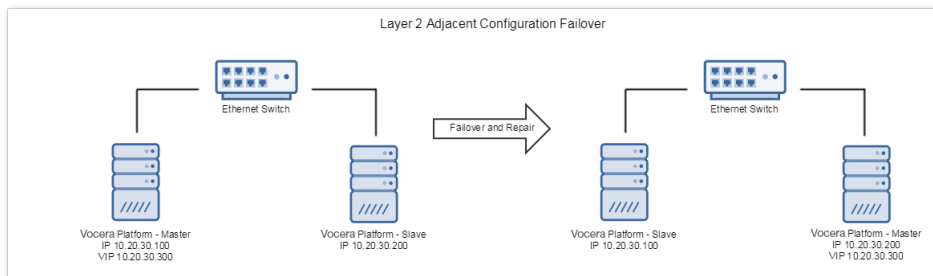 Layer 2 Adjacent Configuration Failover
Ethernet Switch
Failover and Repair
Ethernet Switch
Vocera Platform - Master
IP 10.20.30.100
VIP 10.20.30.300
Vocera Platform - Slave
IP 10.20.30.200
Vocera Platform - Slave
IP 10.20.30.100
Vocera Platform - Master
IP 10.20.30.200
VIP 10.20.30.300